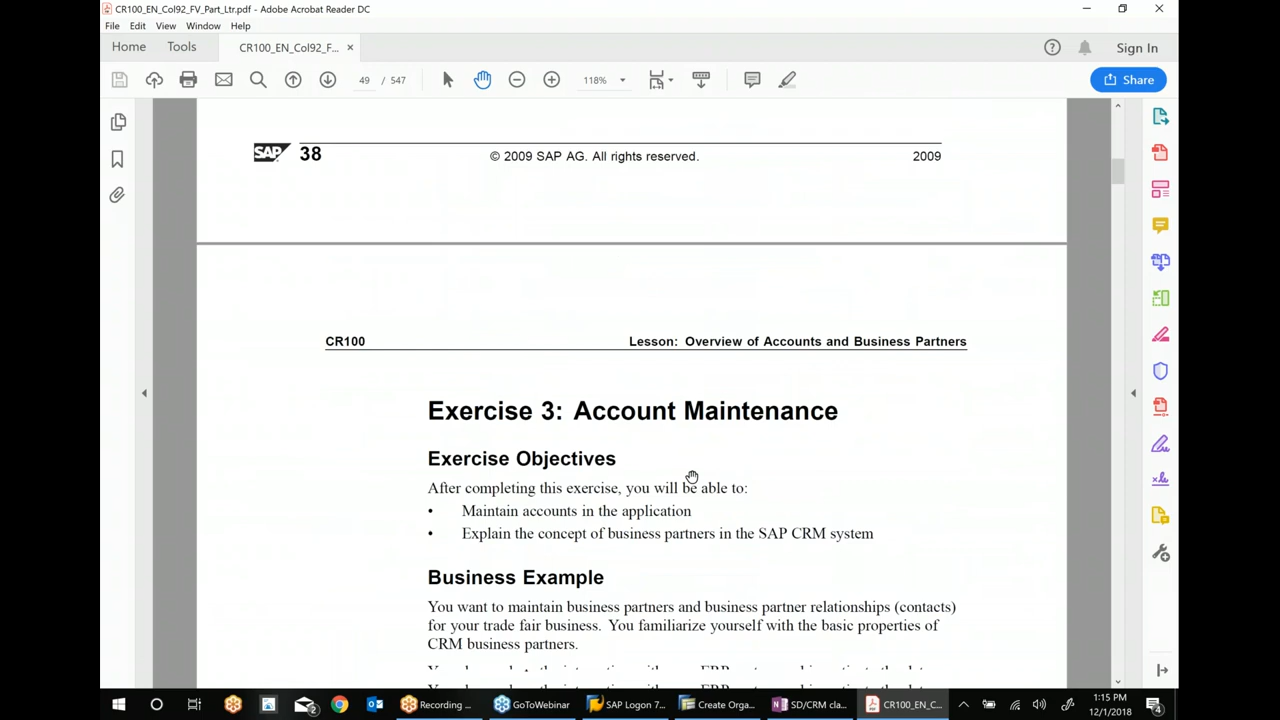 CR100_EN_Col92_FV_Part_Ltr.pdf - Adobe Acrobat Reader DC
File Edit View Window Help
Home Tools CR100_EN_Col92_F... × Sign In
49 / 547 118% Share
SAP 38 © 2009 SAP AG. All rights reserved. 2009
CR100 Lesson: Overview of Accounts and Business Partners
Exercise 3: Account Maintenance
Exercise Objectives
After completing this exercise, you will be able to:
• Maintain accounts in the application
• Explain the concept of business partners in the SAP CRM system
Business Example
You want to maintain business partners and business partner relationships (contacts)
for your trade fair business. You familiarize yourself with the basic properties of
CRM business partners.
Recording ... GoToWebinar SAP Logon 7... Create Orga... SD/CRM cla... CR100_EN_C... 1:15 PM
12/1/2018